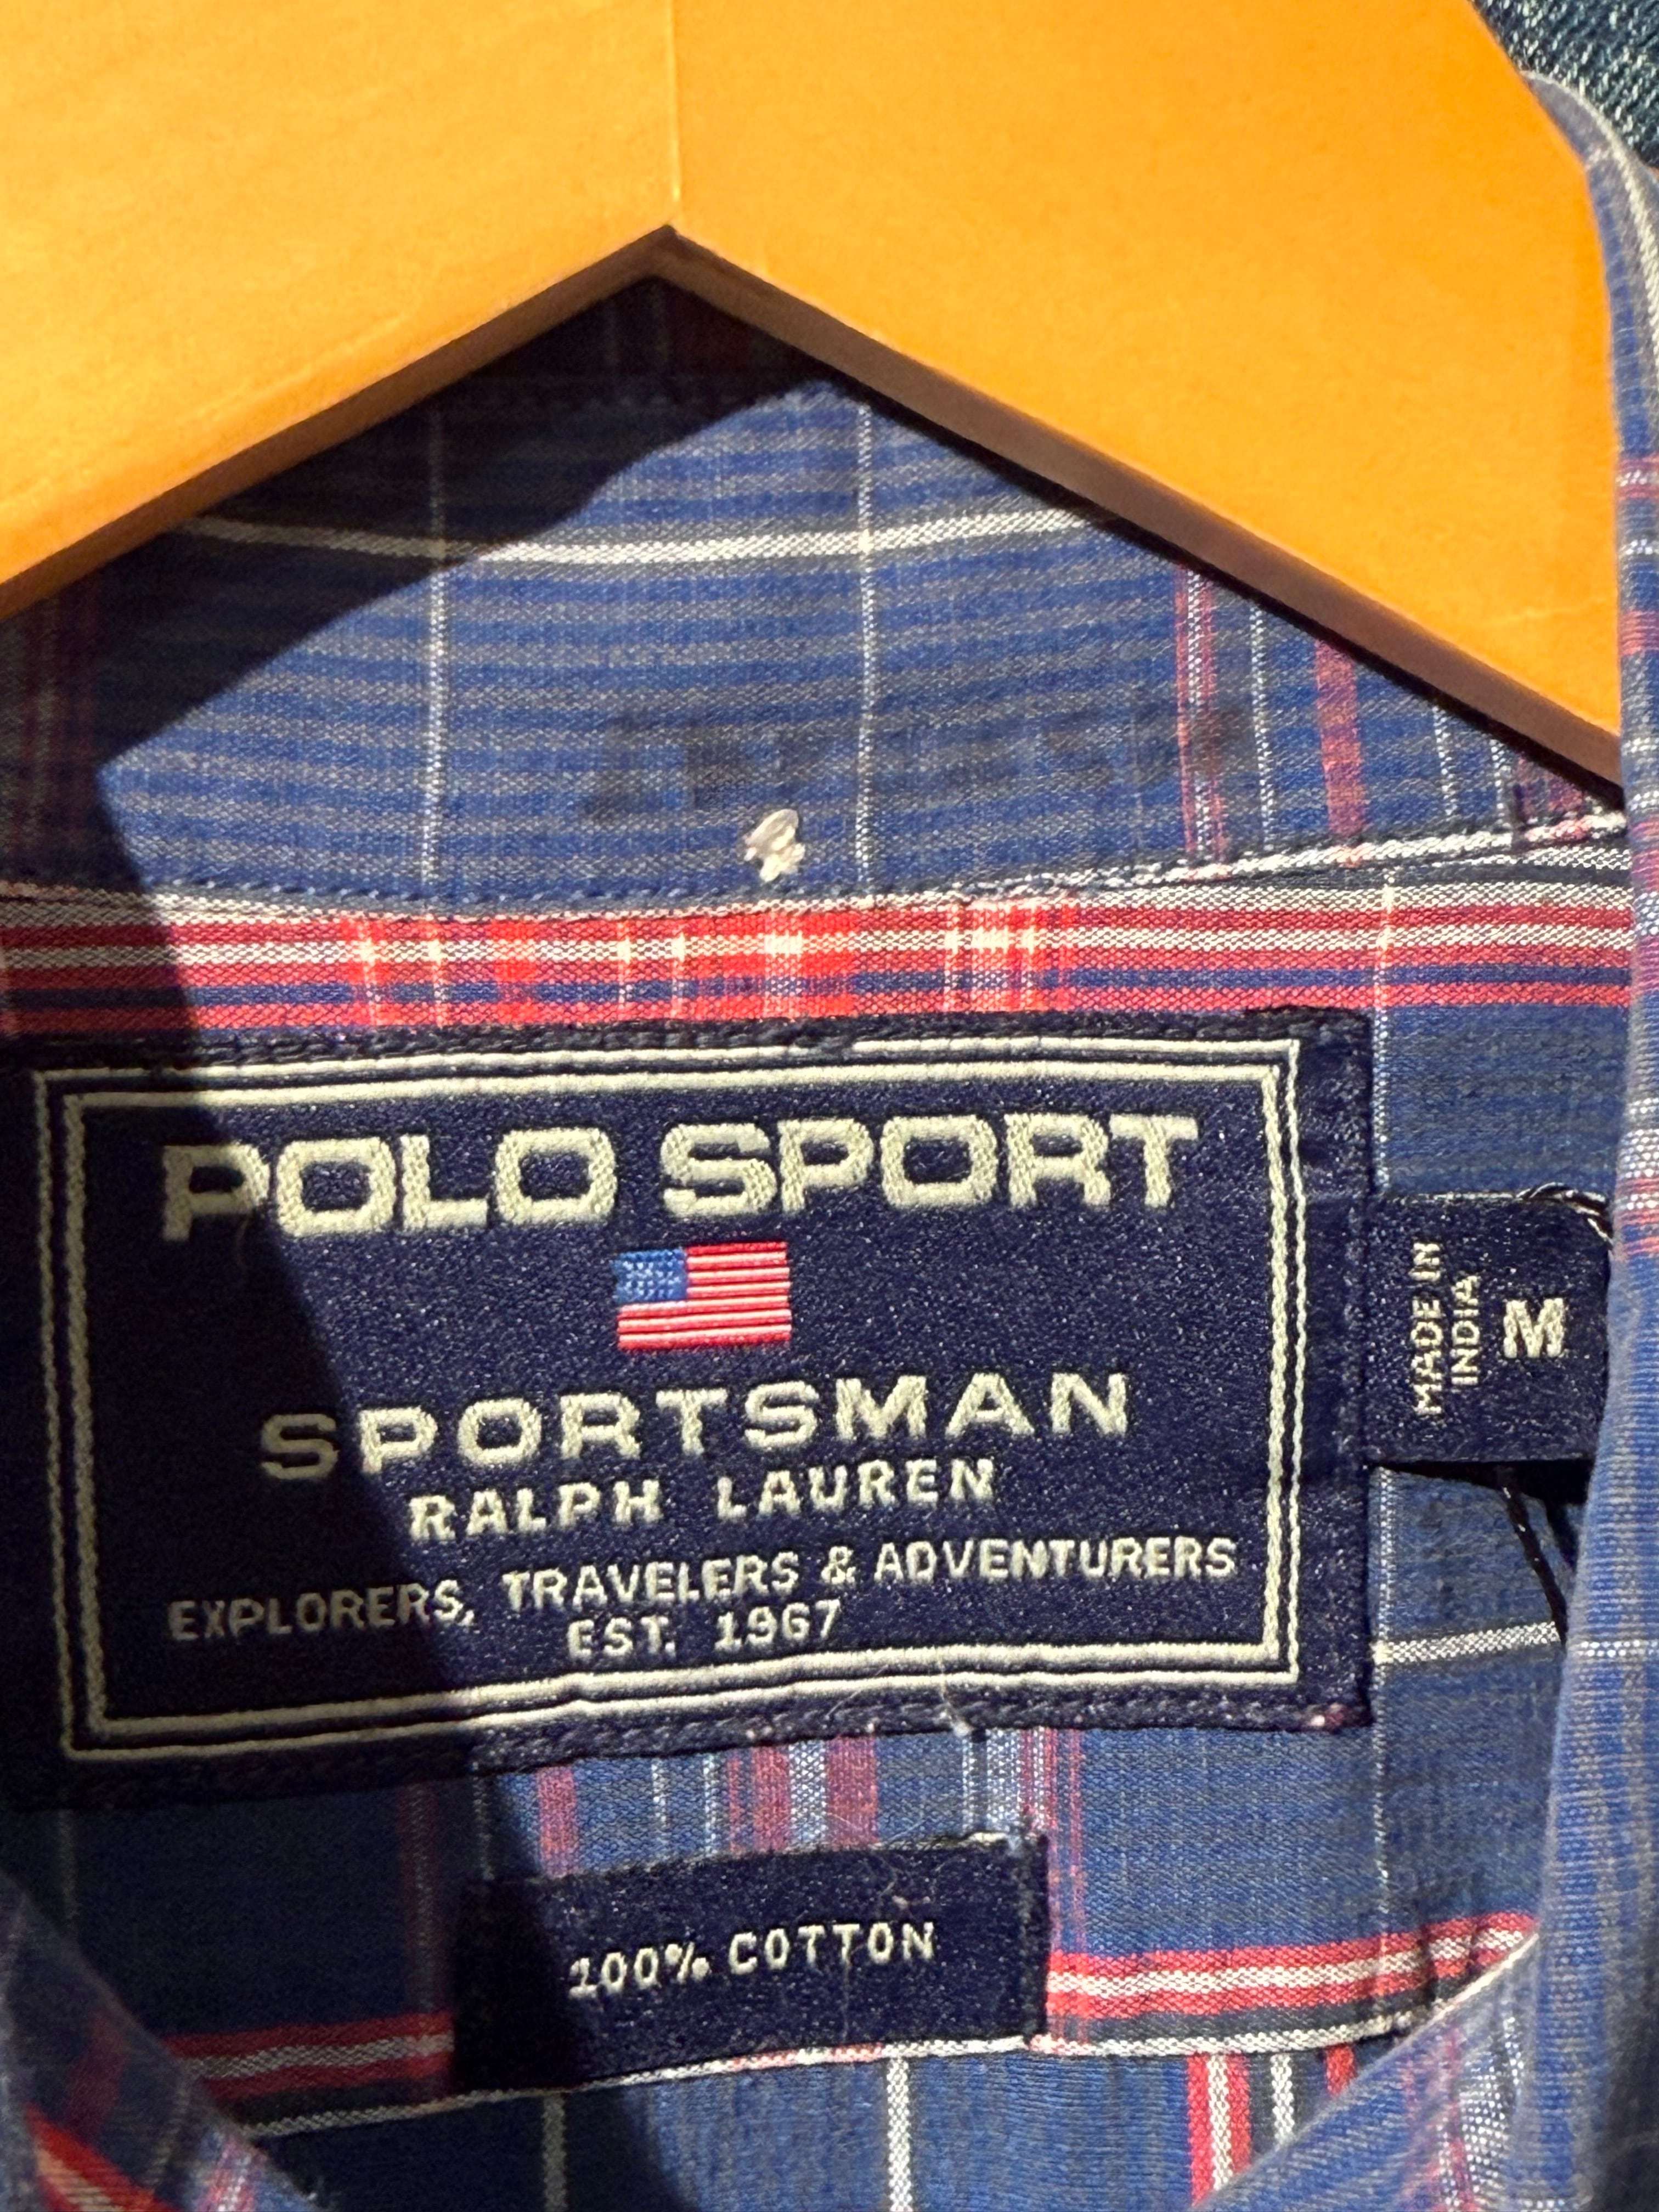 POLO SPORT
SPORTSMAN
RALPH LAUREN
EXPLORERS, TRAVELERS & ADVENTURERS
EST. 1967
MADE IN
INDIA
M
100% COTTON